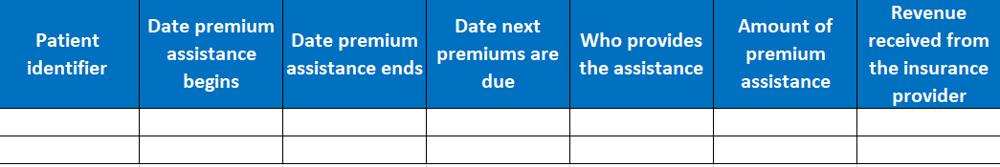 Patient
identifier
Date premium
assistance
begins
Date premium
assistance ends
Date next
premiums are
due
Who provides
the assistance
Amount of
premium
assistance
Revenue
received from
the insurance
provider